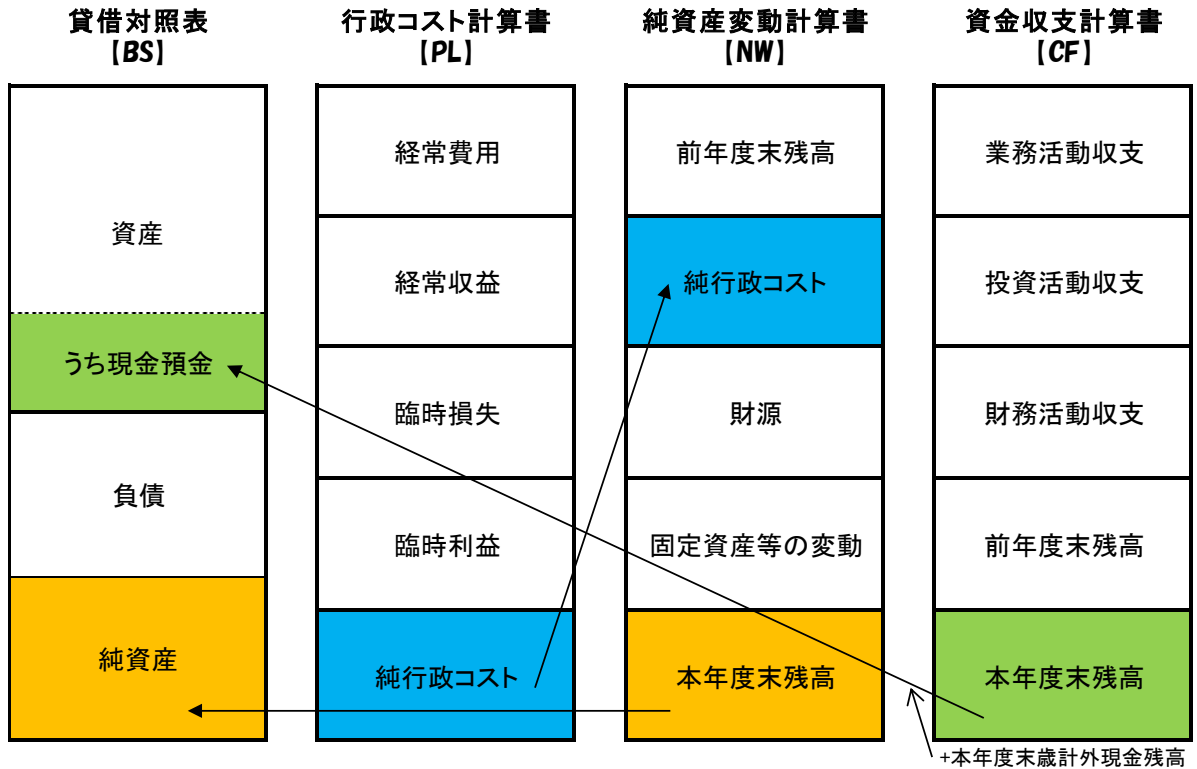 貸借対照表
【BS】
資産
うち現金預金
負債
純資産
行政コスト計算書
【PL】
経常費用
経常収益
臨時損失
臨時利益
純行政コスト
純資産変動計算書
【NW】
前年度末残高
純行政コスト
財源
固定資産等の変動
本年度末残高
資金収支計算書
【CF】
業務活動収支
投資活動収支
財務活動収支
前年度末残高
本年度末残高
+本年度末歳計外現金残高